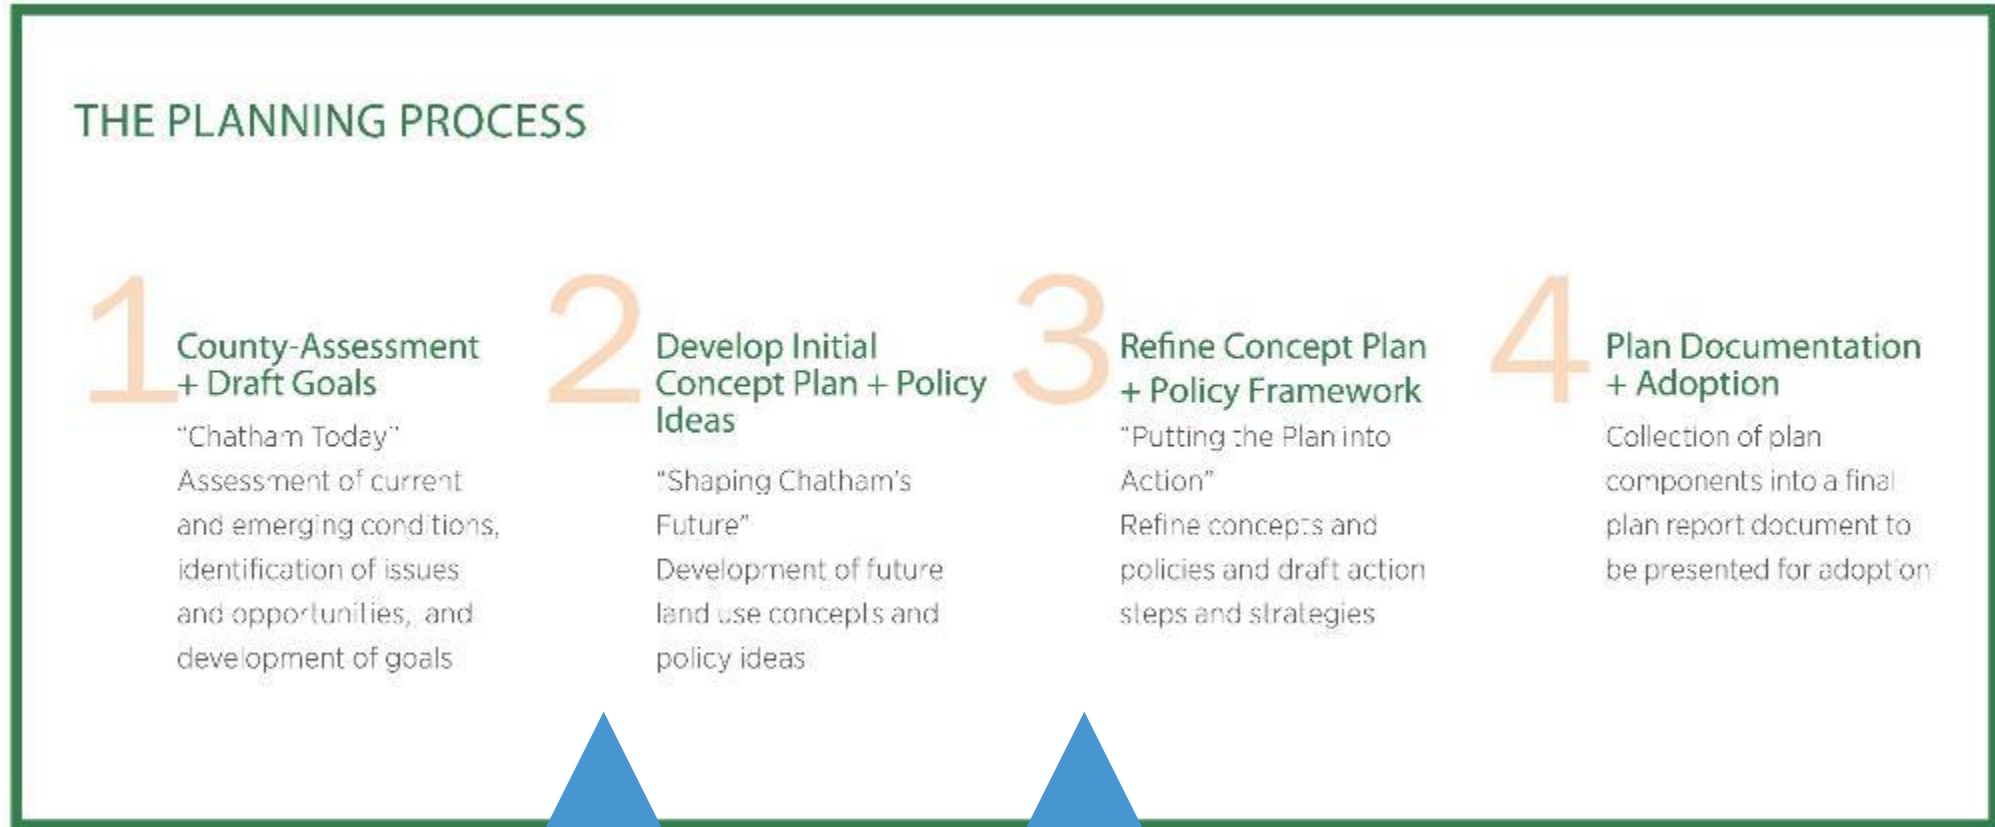 THE PLANNING PROCESS
1
County-Assessment
+ Draft Goals
“Chatham Today”
Assessment of current
and emerging conditions,
identification of issues
and opportunities, and
development of goals
2
Develop Initial
Concept Plan + Policy
Ideas
“Shaping Chatham’s
Future”
Development of future
land use concepts and
policy ideas
3
Refine Concept Plan
+ Policy Framework
“Putting the Plan into
Action”
Refine concepts and
policies and draft action
steps and strategies
4
Plan Documentation
+ Adoption
Collection of plan
components into a final
plan report document to
be presented for adoption